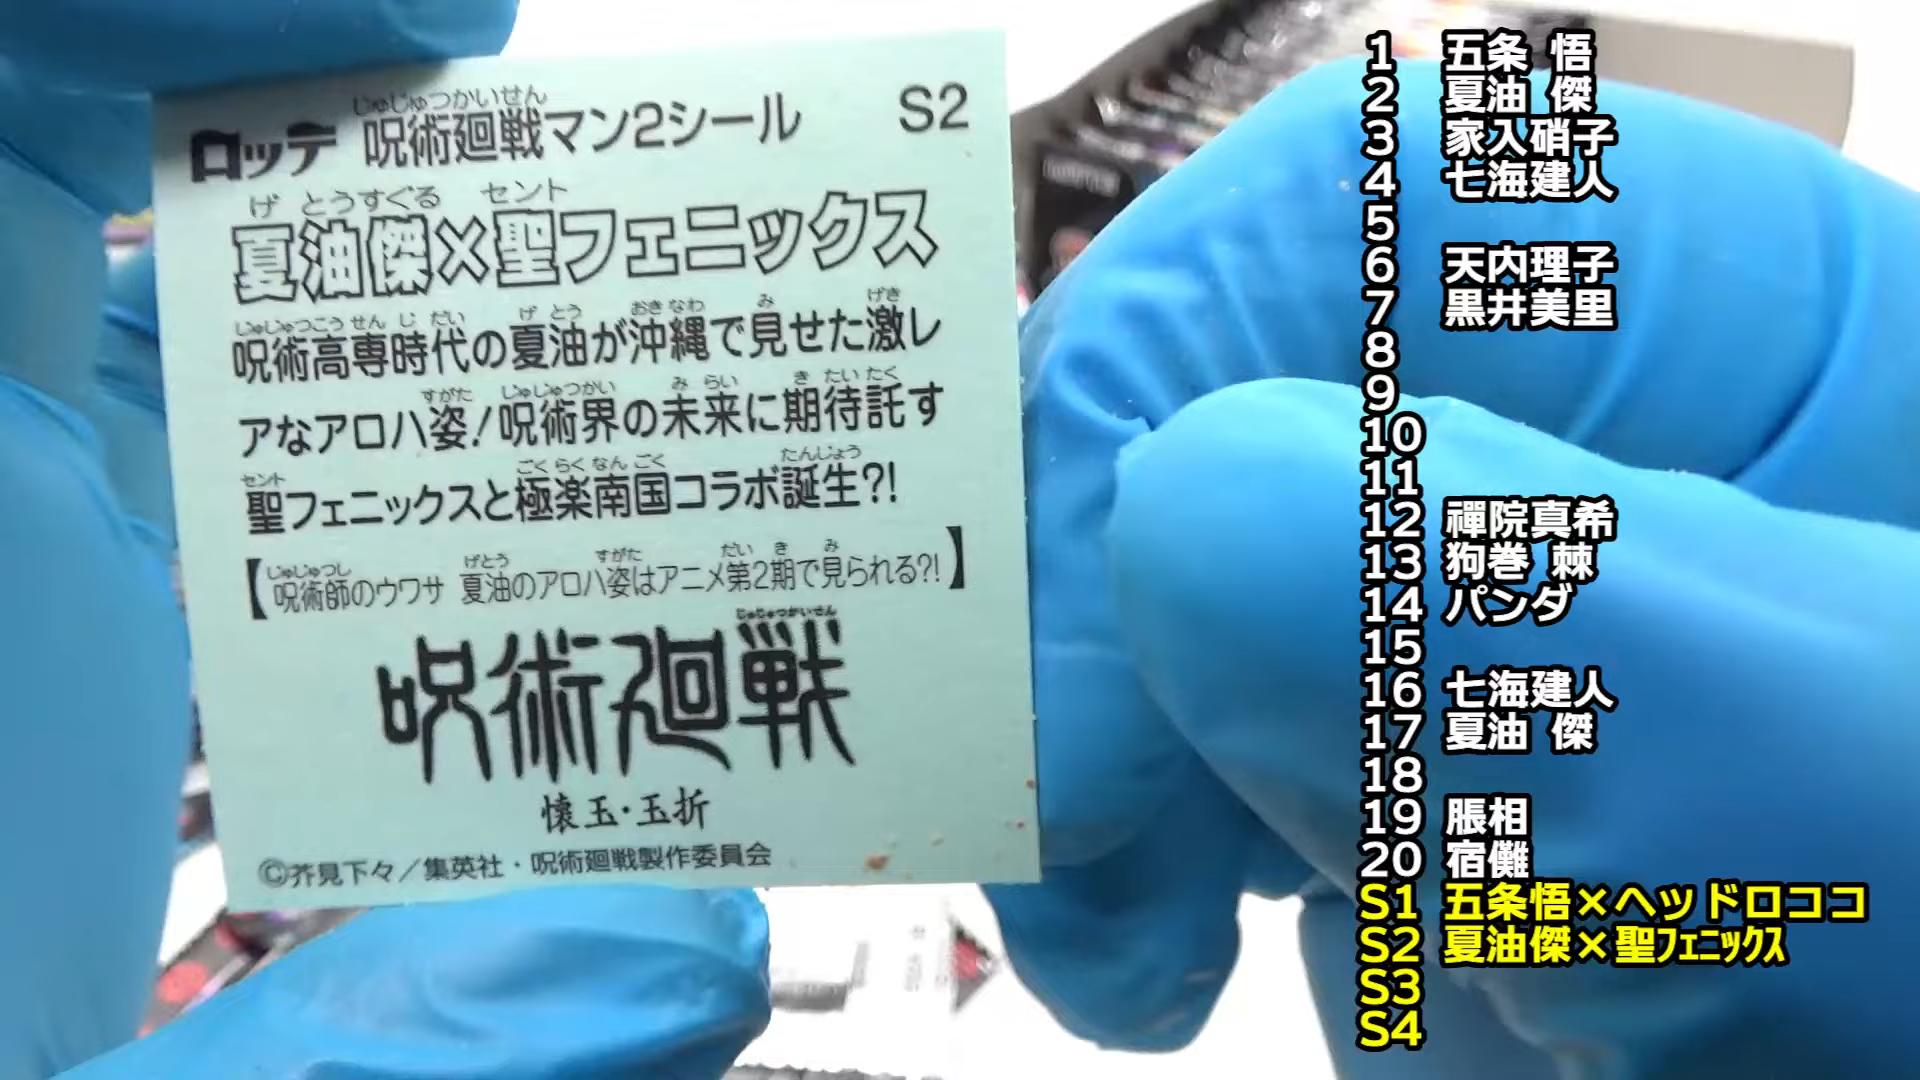 ロッテ 呪術廻戦マン2シール S2
じゅじゅつかいせん
夏油傑×聖フェニックス
げとうすぐる セント
呪術高専時代の夏油が沖縄で見せた激レ
じゅじゅつこうせんじだい げとう おきなわ み げき
アなアロハ姿!呪術界の未来に期待託す
すがた じゅじゅつかい みらい きたいたく
聖フェニックスと極楽南国コラボ誕生?!
セント ごくらくなんごく たんじょう
【呪術師のウワサ 夏油のアロハ姿はアニメ第2期で見られる?!】
じゅじゅつし げとう すがた だい き み
呪術廻戦
じゅじゅつかいせん
懐玉・玉折
©芥見下々/集英社・呪術廻戦製作委員会
1 五条 悟
2 夏油 傑
3 家入硝子
4 七海建人
5
6 天内理子
7 黒井美里
8
9
10
11
12 禪院真希
13 狗巻 棘
14 パンダ
15
16 七海建人
17 夏油 傑
18
19 脹相
20 宿儺
S1 五条悟×ヘッドロココ
S2 夏油傑×聖フェニックス
S3
S4